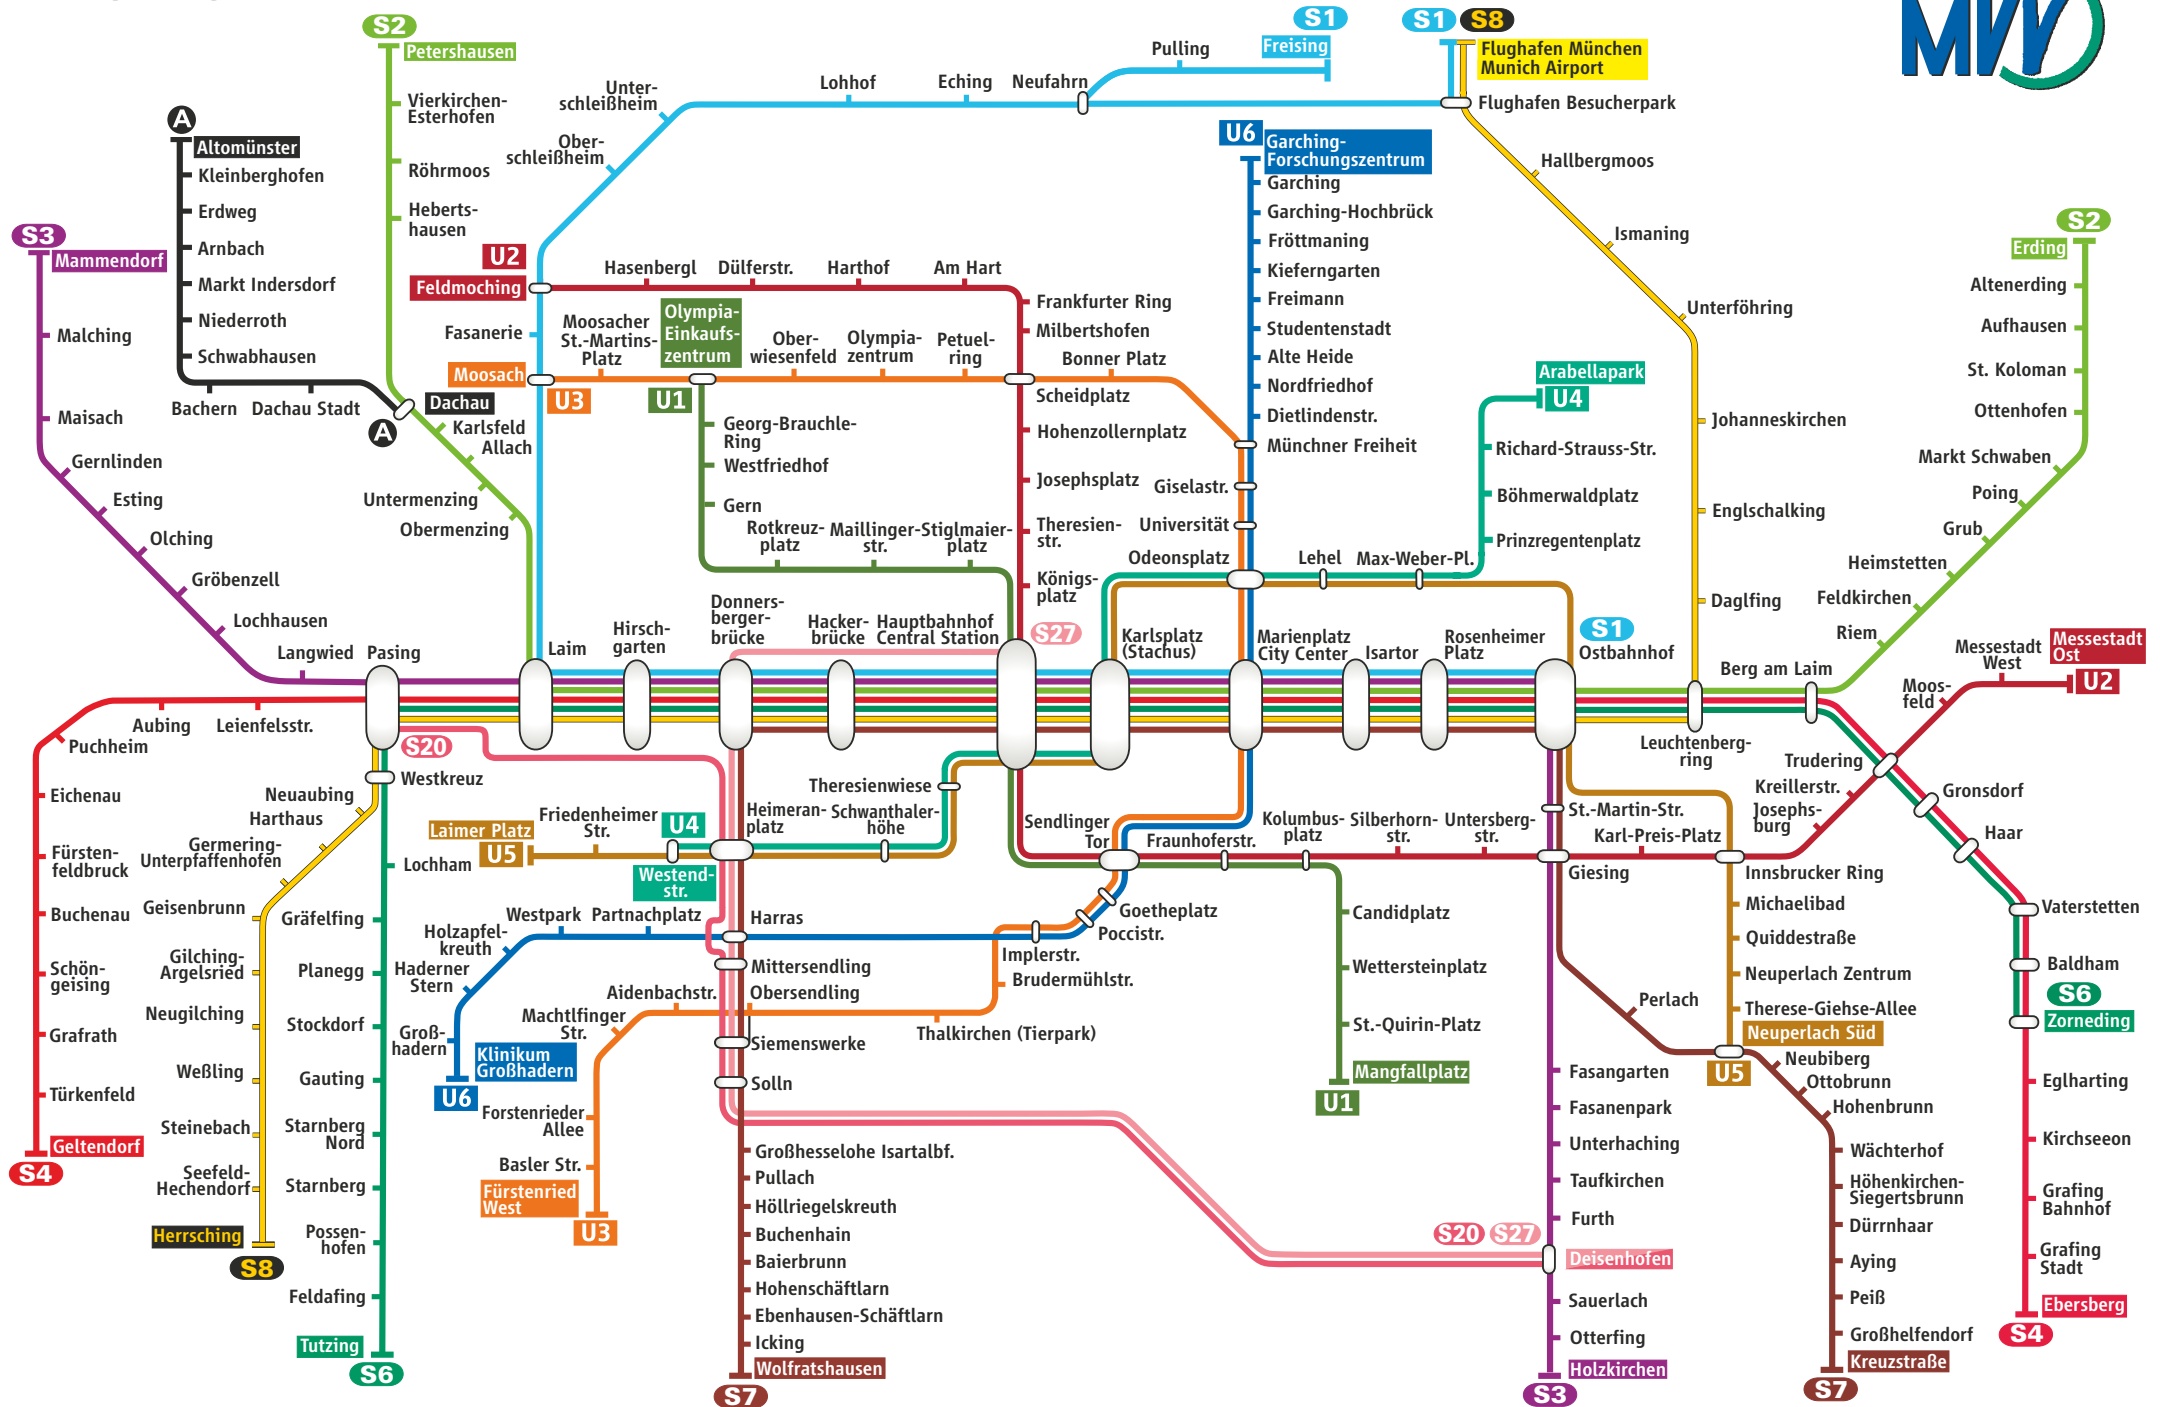 S1
S1 S8
MVV
S2
Petershausen
Vierkirchen-
Esterhofen
Röhrmoos
Heberts-
hausen
Freising
Pulling
Neufahrn
Eching
Lohhof
Unter-
schleißheim
Ober-
schleißheim
Flughafen München
Munich Airport
Flughafen Besucherpark
Hallbergmoos
Ismaning
Unterföhring
Johanneskirchen
Englschalking
Daglfing
A
Altomünster
Kleinberghofen
Erdweg
Arnbach
Markt Indersdorf
Niederroth
Schwabhausen
Bachern
Dachau Stadt
Dachau
A
Karlsfeld
Allach
Untermenzing
Obermenzing
S3
Mammendorf
Malching
Maisach
Gernlinden
Esting
Olching
Gröbenzell
Lochhausen
Langwied
Pasing
U2
Feldmoching
Hasenbergl
Dülferstr.
Harthof
Am Hart
Frankfurter Ring
Milbertshofen
Fasanerie
Moosach
U3
Moosacher
St.-Martins-
Platz
Olympia-
Einkaufs-
zentrum
U1
Ober-
wiesenfeld
Olympia-
zentrum
Petuel-
ring
Bonner Platz
Scheidplatz
Hohenzollernplatz
Josephsplatz
Theresien-
str.
Königs-
platz
Georg-Brauchle-
Ring
Westfriedhof
Gern
Rotkreuz-
platz
Maillinger-
str.
Stiglmaier-
platz
U6
Garching-
Forschungszentrum
Garching
Garching-Hochbrück
Fröttmaning
Kieferngarten
Freimann
Studentenstadt
Alte Heide
Nordfriedhof
Dietlindenstr.
Münchner Freiheit
Giselastr.
Universität
Odeonsplatz
Lehel
Max-Weber-Pl.
Arabellapark
U4
Richard-Strauss-Str.
Böhmerwaldplatz
Prinzregentenplatz
S2
Erding
Altenerding
Aufhausen
St. Koloman
Ottenhofen
Markt Schwaben
Poing
Grub
Heimstetten
Feldkirchen
Riem
Berg am Laim
Laim
Hirsch-
garten
Donners-
berger-
brücke
Hacker-
brücke
Hauptbahnhof
Central Station
S27
Karlsplatz
(Stachus)
Marienplatz
City Center
Isartor
Rosenheimer
Platz
S1
Ostbahnhof
Leuchtenberg-
ring
Messestadt
West
Messestadt
Ost
U2
Moos-
feld
Trudering
Kreillerstr.
Josephs-
burg
Gronsdorf
Haar
Vaterstetten
Baldham
S6
Zorneding
Eglharting
Kirchseeon
Grafing
Bahnhof
Grafing
Stadt
Ebersberg
S4
Aubing
Leienfelsstr.
Puchheim
Eichenau
Fürsten-
feldbruck
Buchenau
Schön-
geising
Grafrath
Türkenfeld
Geltendorf
S4
S20
Westkreuz
Neuaubing
Harthaus
Germering-
Unterpfaffenhofen
Geisenbrunn
Gilching-
Argelsried
Neugilching
Weßling
Steinebach
Seefeld-
Hechendorf
Herrsching
S8
Lochham
Gräfelfing
Planegg
Stockdorf
Gauting
Starnberg
Nord
Starnberg
Possen-
hofen
Feldafing
Tutzing
S6
Laimer Platz
U5
Friedenheimer
Str.
U4
Westend-
str.
Heimeran-
platz
Schwanthaler-
höhe
Theresienwiese
Holzapfel-
kreuth
Westpark
Partnachplatz
Harras
Haderner
Stern
Groß-
hadern
Klinikum
Großhadern
U6
Mittersendling
Obersendling
Siemenswerke
Solln
Aidenbachstr.
Machtlfinger
Str.
Forstenrieder
Allee
Basler Str.
Fürstenried
West
U3
Thalkirchen (Tierpark)
Brudermühlstr.
Implerstr.
Poccistr.
Goetheplatz
Sendlinger
Tor
Fraunhoferstr.
Kolumbus-
platz
Silberhorn-
str.
Untersberg-
str.
Giesing
Karl-Preis-Platz
St.-Martin-Str.
Innsbrucker Ring
Michaelibad
Quiddestraße
Neuperlach Zentrum
Therese-Giehse-Allee
Neuperlach Süd
U5
Candidplatz
Wettersteinplatz
St.-Quirin-Platz
Mangfallplatz
U1
Großhesselohe Isartalbf.
Pullach
Höllriegelskreuth
Buchenhain
Baierbrunn
Hohenschäftlarn
Ebenhausen-Schäftlarn
Icking
Wolfratshausen
S7
Fasangarten
Fasanenpark
Unterhaching
Taufkirchen
Furth
S20 S27
Deisenhofen
Sauerlach
Otterfing
Holzkirchen
S3
Perlach
Neubiberg
Ottobrunn
Hohenbrunn
Wächterhof
Höhenkirchen-
Siegertsbrunn
Dürrnhaar
Aying
Peiß
Großhelfendorf
Kreuzstraße
S7